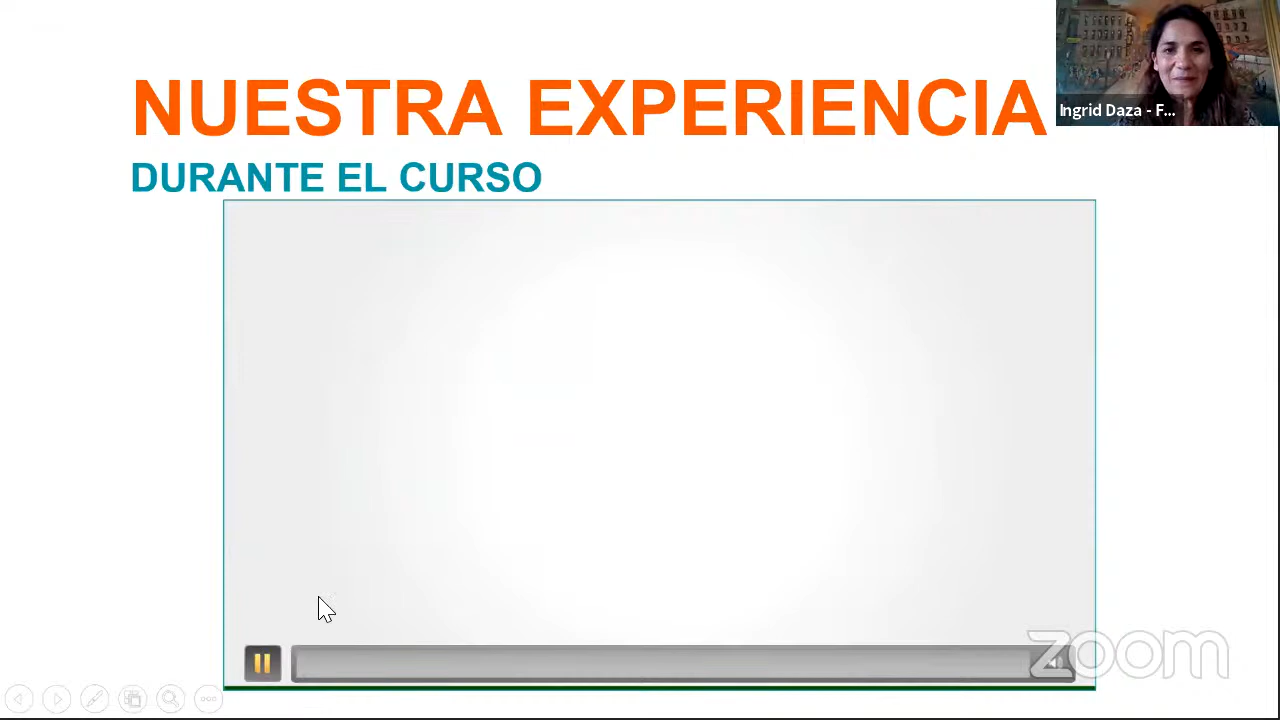 NUESTRA EXPERIENCIA
DURANTE EL CURSO
Ingrid Daza - F...
zoom